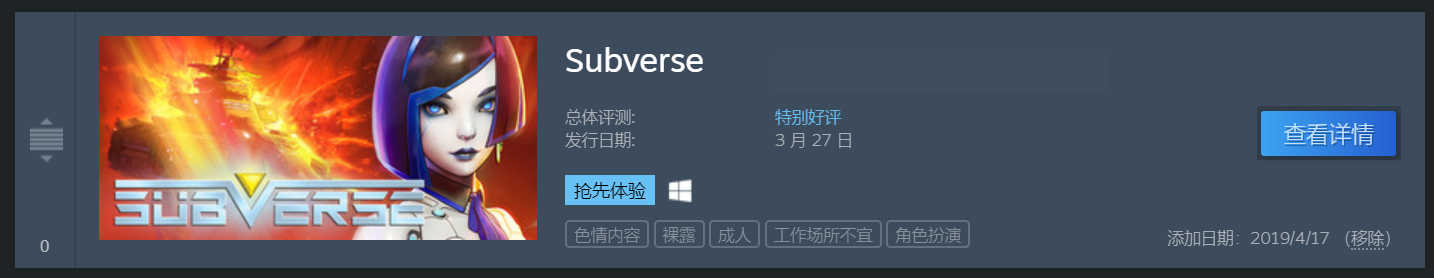 Subverse
总体评测: 特别好评
发行日期: 3 月 27 日
查看详情
抢先体验
SUBVERSE
色情内容 裸露 成人 工作场所不宜 角色扮演
添加日期：2019/4/17 （移除）
0